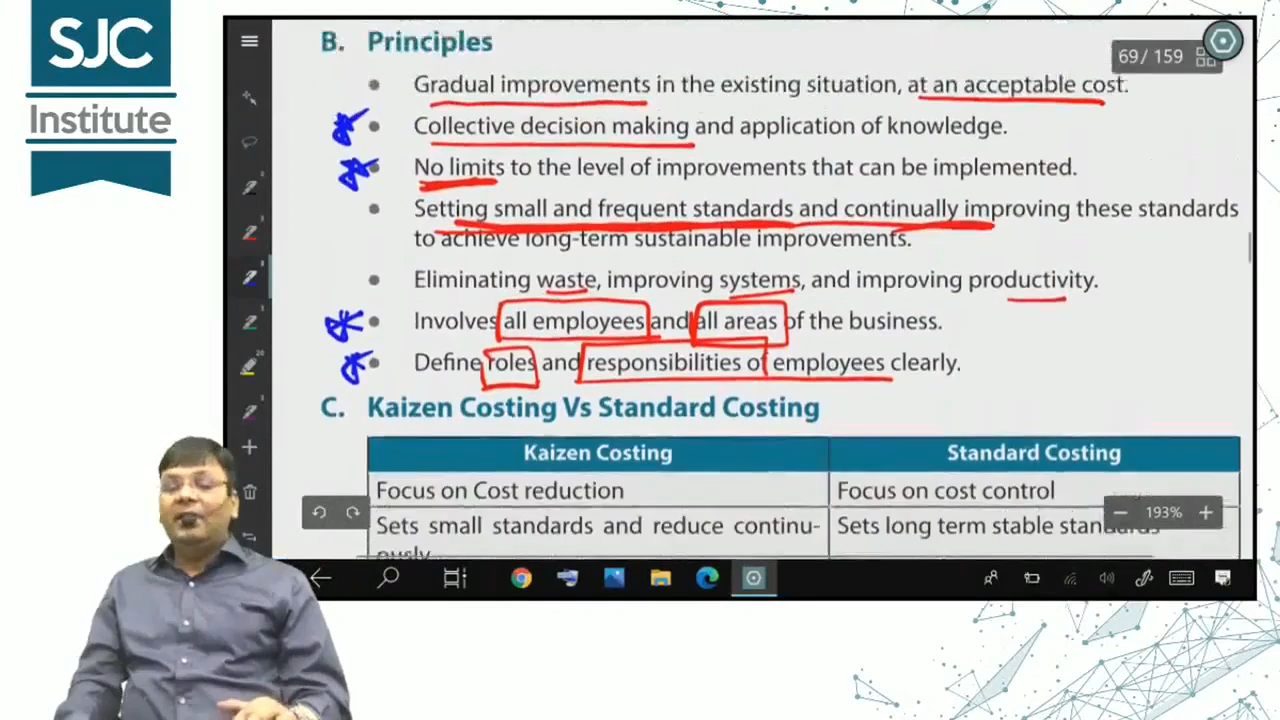 SJC
Institute
69/ 159
B. Principles
Gradual improvements in the existing situation, at an acceptable cost.
Collective decision making and application of knowledge.
No limits to the level of improvements that can be implemented.
Setting small and frequent standards and continually improving these standards
to achieve long-term sustainable improvements.
Eliminating waste, improving systems, and improving productivity.
Involves all employees and all areas of the business.
Define roles and responsibilities of employees clearly.
C. Kaizen Costing Vs Standard Costing
Kaizen Costing Standard Costing
Focus on Cost reduction Focus on cost control
Sets small standards and reduce continu- Sets long term stable standards
ously
193%